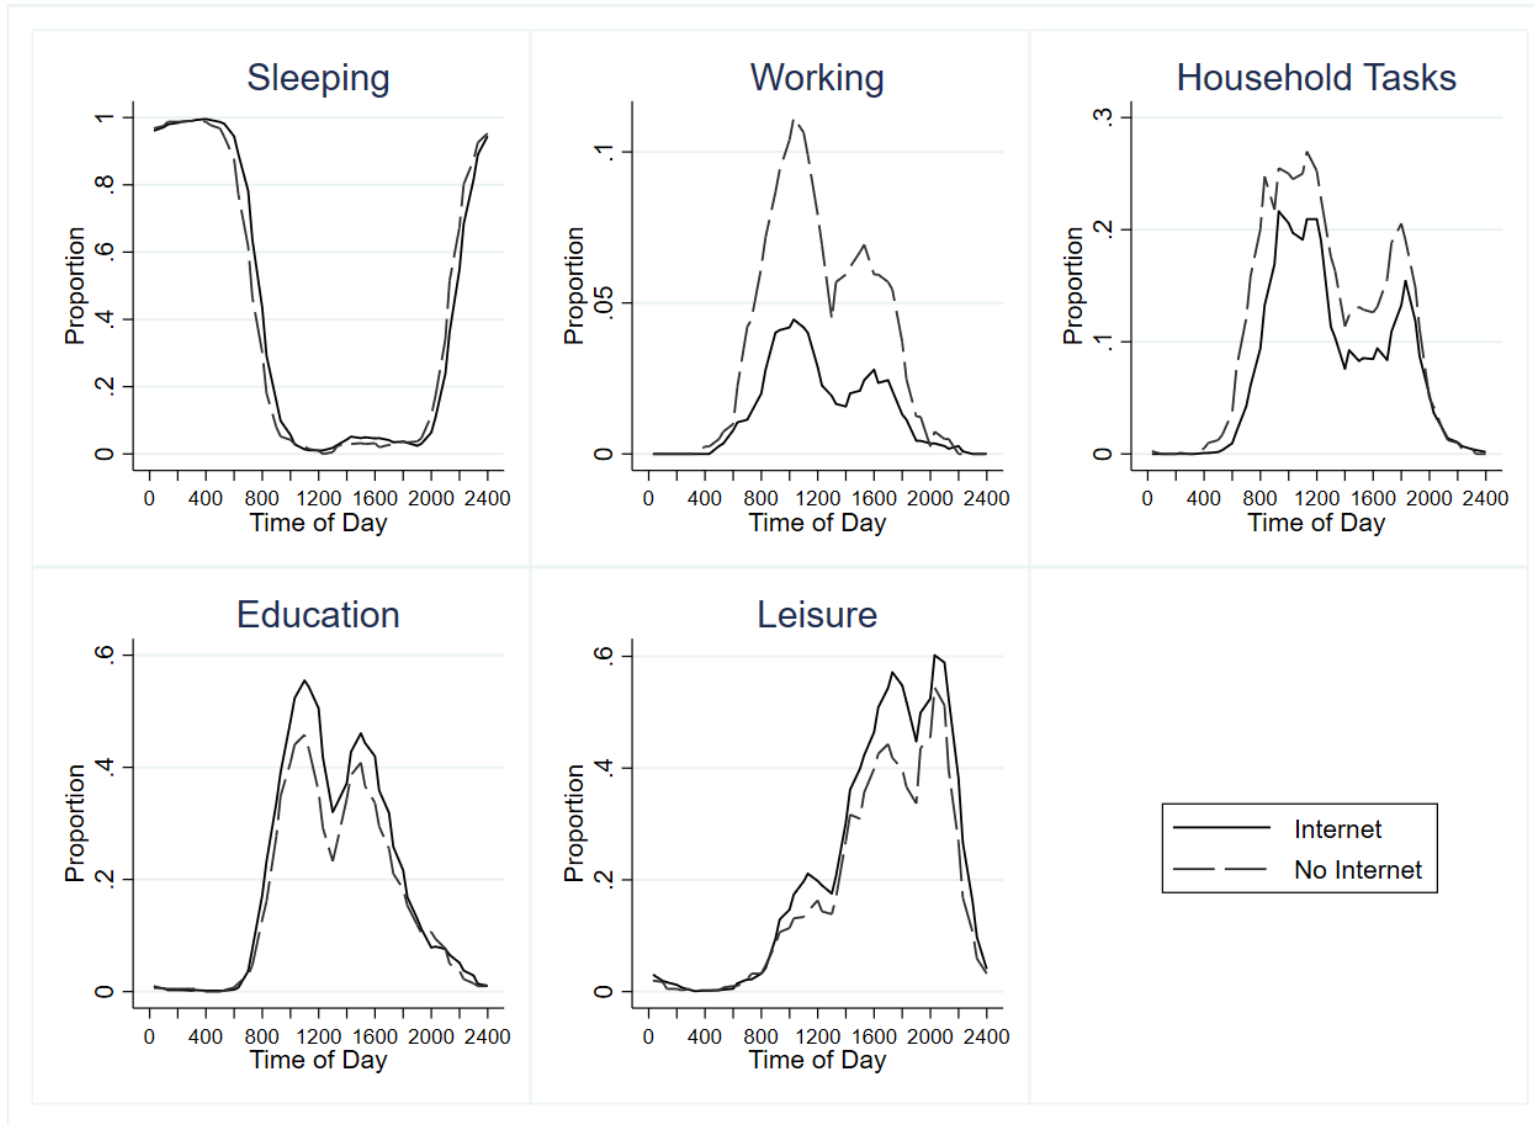 Sleeping
Proportion
0
.2
.4
.6
.8
1
0 400 800 1200 1600 2000 2400
Time of Day
Working
Proportion
0
.05
.1
0 400 800 1200 1600 2000 2400
Time of Day
Household Tasks
Proportion
0
.1
.2
.3
0 400 800 1200 1600 2000 2400
Time of Day
Education
Proportion
0
.2
.4
.6
0 400 800 1200 1600 2000 2400
Time of Day
Leisure
Proportion
0
.2
.4
.6
0 400 800 1200 1600 2000 2400
Time of Day
Internet
No Internet